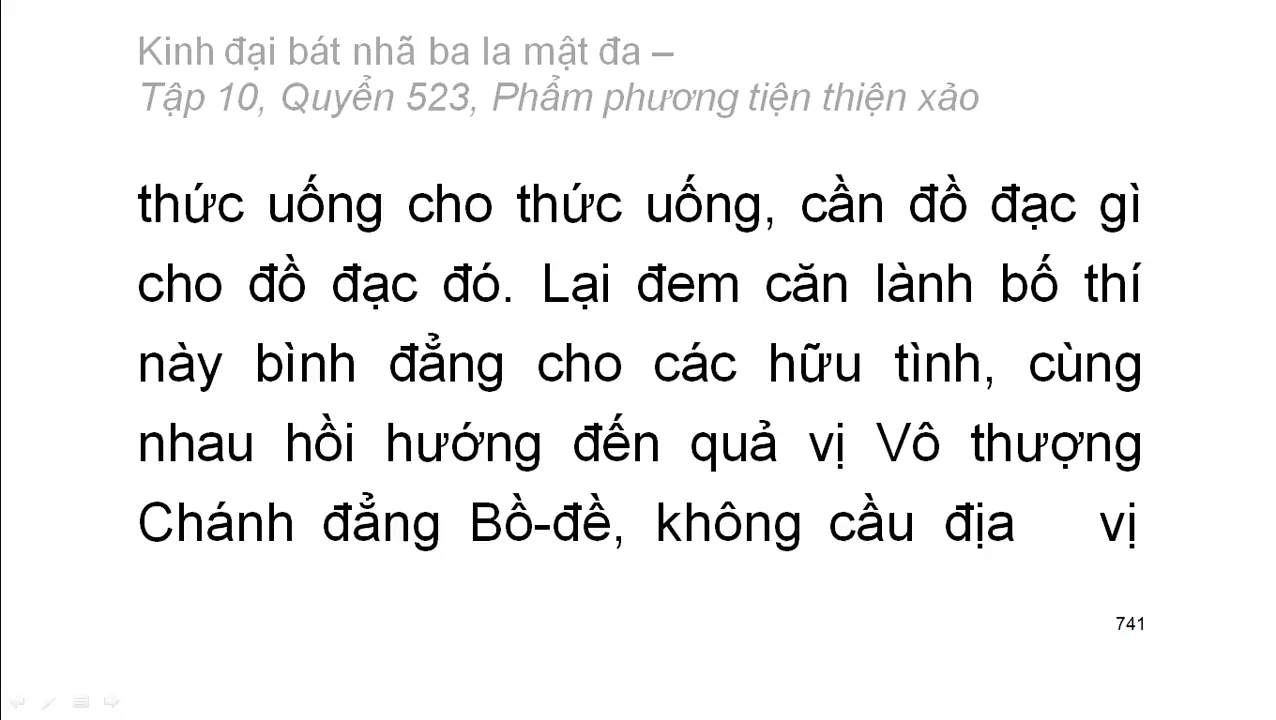 Kinh đại bát nhã ba la mật đa –
Tập 10, Quyển 523, Phẩm phương tiện thiện xảo
thức uống cho thức uống, cần đồ đạc gì
cho đồ đạc đó. Lại đem căn lành bố thí
này bình đẳng cho các hữu tình, cùng
nhau hồi hướng đến quả vị Vô thượng
Chánh đẳng Bồ-đề, không cầu địa vị
741